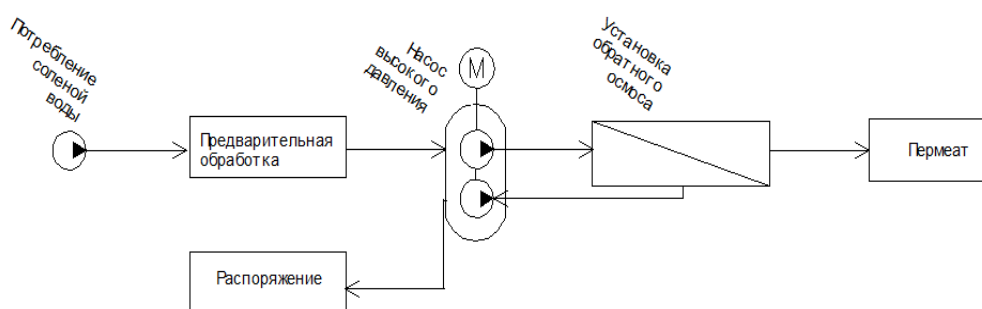 Потребление
соленой
воды
Насос
высокого
давления
М
Установка
обратного
осмоса
Предварительная
обработка
Пермеат
Распоряжение